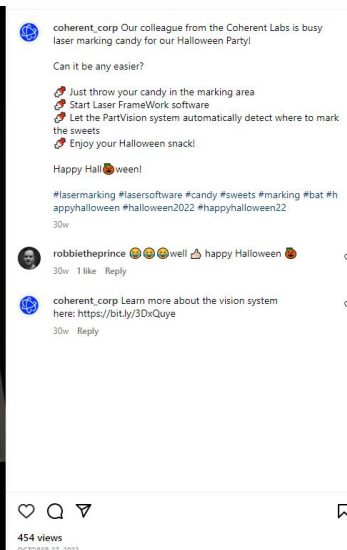 coherent_corp Our colleague from the Coherent Labs is busy
laser marking candy for our Halloween Party!
Can it be any easier?
🧨 Just throw your candy in the marking area
🧨 Start Laser FrameWork software
🧨 Let the PartVision system automatically detect where to mark
the sweets
🧨 Enjoy your Halloween snack!
Happy Hall🎃ween!
#lasermarking #lasersoftware #candy #sweets #marking #bat #h
appyhalloween #halloween2022 #happyhalloween22
30w
robbietheprince 😂😂😂well 👍 happy Halloween 🎃
30w 1 like Reply
coherent_corp Learn more about the vision system
here: https://bit.ly/3DxQuye
30w Reply
454 views
OCTOBER 27, 2022